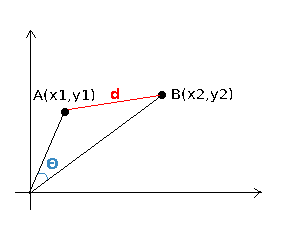 d
A(x1,y1)
B(x2,y2)
Θ